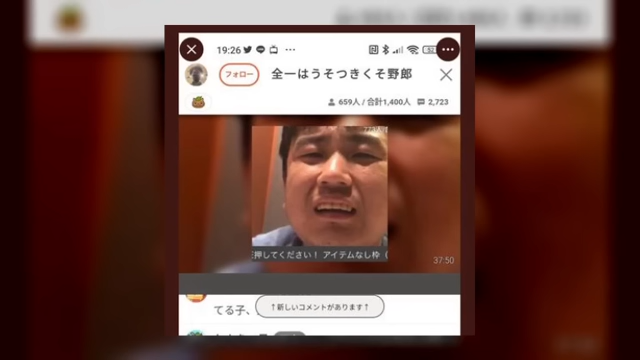 19:26
フォロー 全一はうそつきくそ野郎
659人 / 合計1,400人 2,723
押してください! アイテムなし枠 (
37:50
てる子、
↑新しいコメントがあります↑